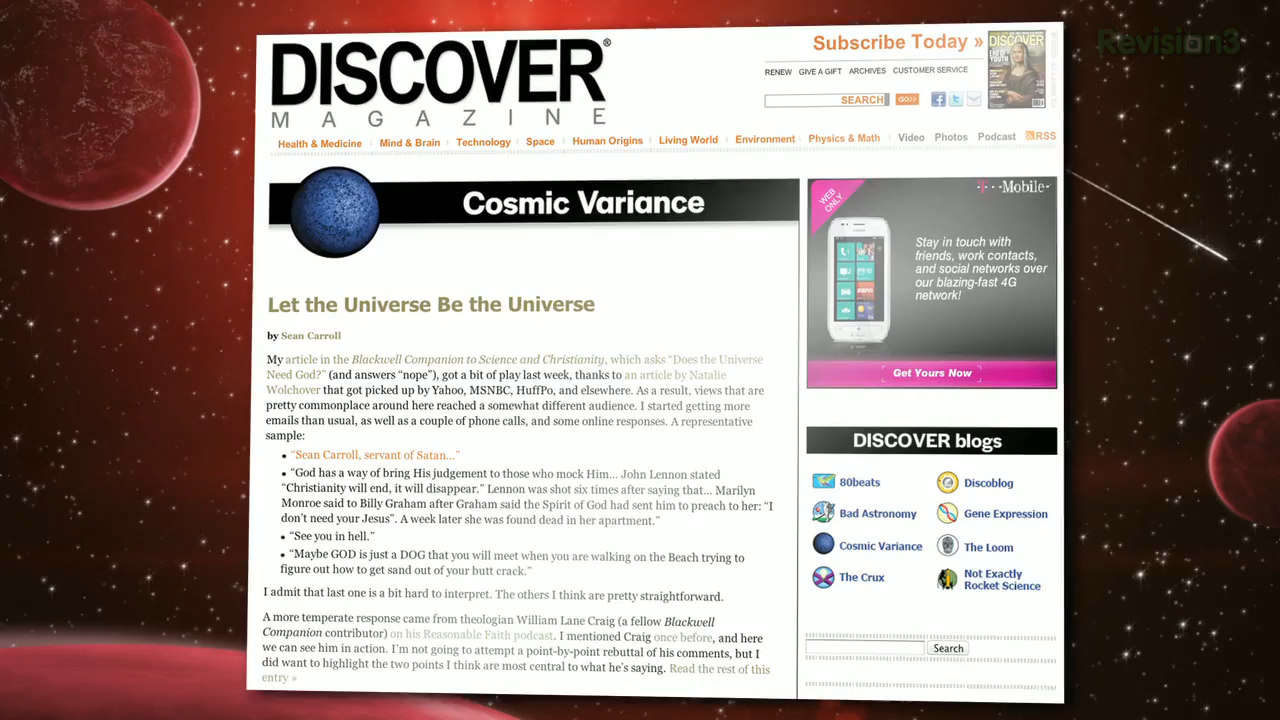 Revision3
DISCOVER®
MAGAZINE
Subscribe Today »
DISCOVER
RENEW GIVE A GIFT ARCHIVES CUSTOMER SERVICE
SEARCH GO»
Health & Medicine Mind & Brain Technology Space Human Origins Living World Environment Physics & Math Video Photos Podcast RSS
Cosmic Variance
Let the Universe Be the Universe
by Sean Carroll
My article in the Blackwell Companion to Science and Christianity, which asks “Does the Universe
Need God?” (and answers “nope”), got a bit of play last week, thanks to an article by Natalie
Wolchover that got picked up by Yahoo, MSNBC, HuffPo, and elsewhere. As a result, views that are
pretty commonplace around here reached a somewhat different audience. I started getting more
emails than usual, as well as a couple of phone calls, and some online responses. A representative
sample:
• “Sean Carroll, servant of Satan…”
• “God has a way of bring His judgement to those who mock Him… John Lennon stated
“Christianity will end, it will disappear.” Lennon was shot six times after saying that… Marilyn
Monroe said to Billy Graham after Graham said the Spirit of God had sent him to preach to her: “I
don’t need your Jesus”. A week later she was found dead in her apartment.”
• “See you in hell.”
• “Maybe GOD is just a DOG that you will meet when you are walking on the Beach trying to
figure out how to get sand out of your butt crack.”
I admit that last one is a bit hard to interpret. The others I think are pretty straightforward.
A more temperate response came from theologian William Lane Craig (a fellow Blackwell
Companion contributor) on his Reasonable Faith podcast. I mentioned Craig once before, and here
we can see him in action. I’m not going to attempt a point-by-point rebuttal of his comments, but I
did want to highlight the two points I think are most central to what he’s saying. Read the rest of this
entry »
WEB
ONLY
T··Mobile·
Stay in touch with
friends, work contacts,
and social networks over
our blazing-fast 4G
network!
Get Yours Now
DISCOVER blogs
80beats Discoblog
Bad Astronomy Gene Expression
Cosmic Variance The Loom
The Crux Not Exactly
Rocket Science
Search